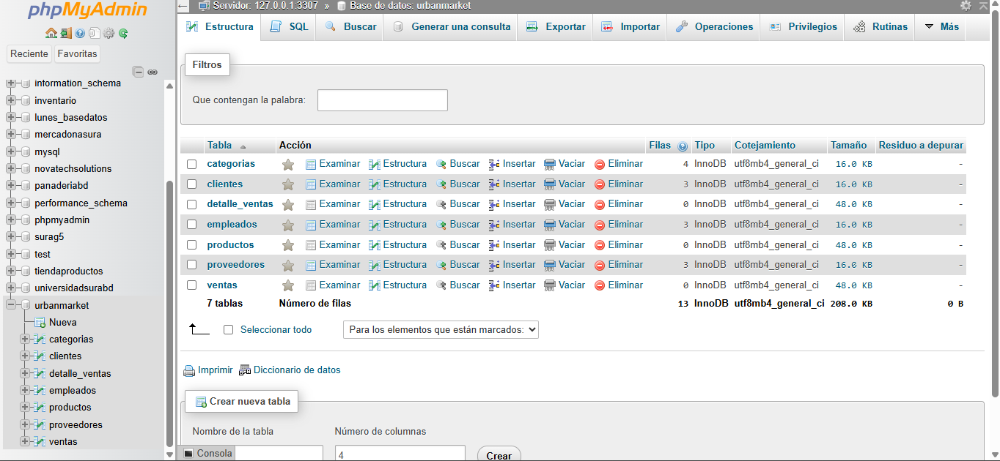 phpMyAdmin
Reciente Favoritas
information_schema
inventario
lunes_basedatos
mercadonasura
mysql
novatechsolutions
panaderiabd
performance_schema
phpmyadmin
surag5
test
tiendaproductos
universidadsurabd
urbanmarket
Nueva
categorias
clientes
detalle_ventas
empleados
productos
proveedores
ventas
Servidor: 127.0.0.1:3307 » Base de datos: urbanmarket
Estructura SQL Buscar Generar una consulta Exportar Importar Operaciones Privilegios Rutinas Más
Filtros
Que contengan la palabra:
Tabla Acción Filas Tipo Cotejamiento Tamaño Residuo a depurar
categorias Examinar Estructura Buscar Insertar Vaciar Eliminar 4 InnoDB utf8mb4_general_ci 16.0 KB -
clientes Examinar Estructura Buscar Insertar Vaciar Eliminar 3 InnoDB utf8mb4_general_ci 16.0 KB -
detalle_ventas Examinar Estructura Buscar Insertar Vaciar Eliminar 0 InnoDB utf8mb4_general_ci 48.0 KB -
empleados Examinar Estructura Buscar Insertar Vaciar Eliminar 3 InnoDB utf8mb4_general_ci 16.0 KB -
productos Examinar Estructura Buscar Insertar Vaciar Eliminar 0 InnoDB utf8mb4_general_ci 48.0 KB -
proveedores Examinar Estructura Buscar Insertar Vaciar Eliminar 3 InnoDB utf8mb4_general_ci 16.0 KB -
ventas Examinar Estructura Buscar Insertar Vaciar Eliminar 0 InnoDB utf8mb4_general_ci 48.0 KB -
7 tablas Número de filas 13 InnoDB utf8mb4_general_ci 208.0 KB 0 B
Seleccionar todo Para los elementos que están marcados:
Imprimir Diccionario de datos
Crear nueva tabla
Nombre de la tabla Número de columnas
Consola 4 Crear